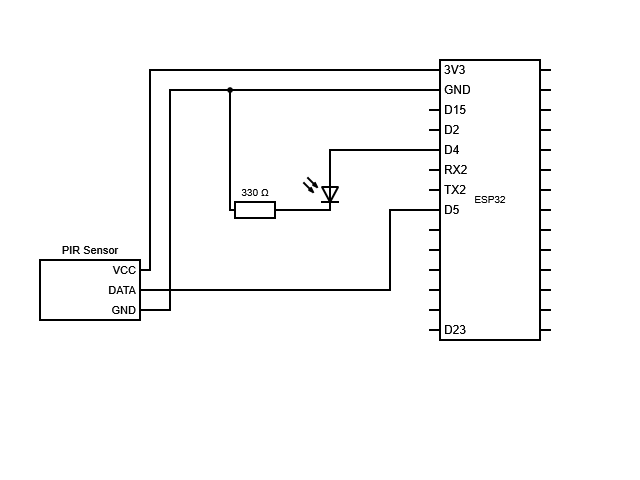 3V3
GND
D15
D2
D4
RX2
TX2
D5
D23
ESP32
330 Ω
PIR Sensor
VCC
DATA
GND